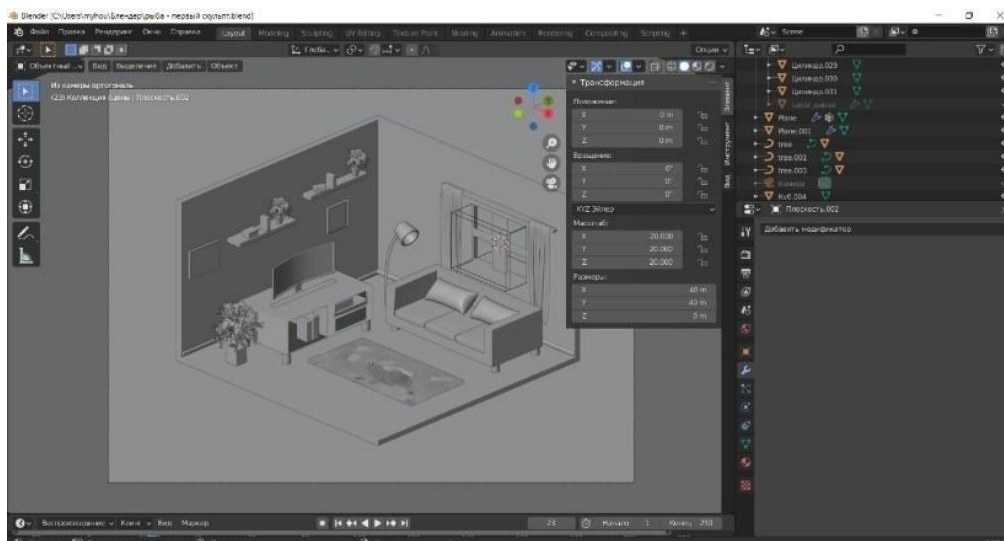 Blender [C:\Users\myhou\Блендер\рыба - первый скульпт.blend]
Файл Правка Рендеринг Окно Справка Layout Modeling Sculpting UV Editing Texture Paint Shading Animation Rendering Compositing Scripting + Scene
Глоба.. Опции
Объектный .. Вид Выделение Добавить Объект
Из камеры ортогональ
(23) Коллекция сцены | Плоскость.002
Трансформация
Положение:
X 0 m
Y 0 m
Z 0 m
Вращение:
X 0°
Y 0°
Z 0°
XYZ Эйлер
Масштаб:
X 20.000
Y 20.000
Z 20.000
Размеры:
X 40 m
Y 40 m
Z 0 m
Элемент
Инструмент
Вид
Цилиндр.029
Цилиндр.030
Цилиндр.031
Plane
Plane.001
tree
tree.001
tree.003
Камера
Куб.004
Плоскость.002
Добавить модификатор
Воспроизведение Кеинг Вид Маркер 23 Начало 1 Конец 250